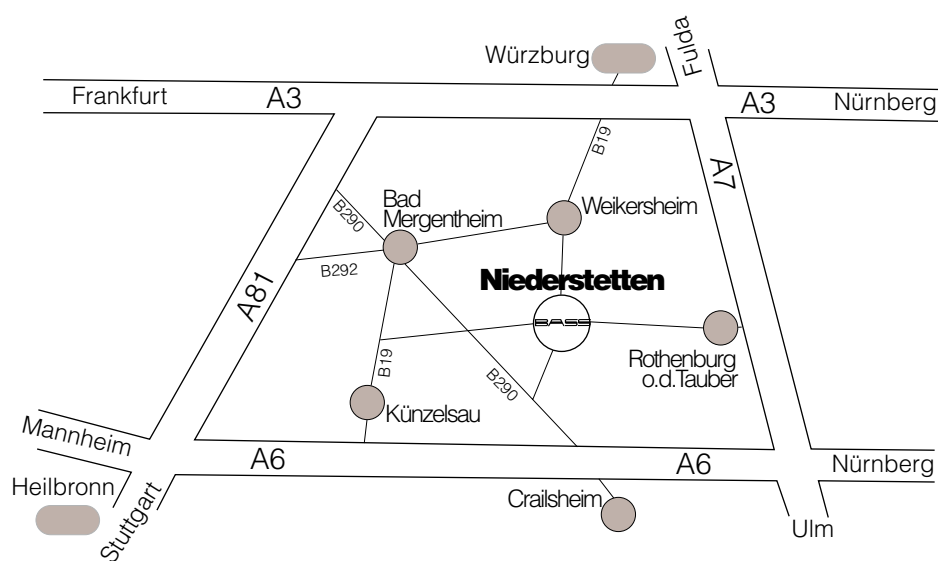 Fulda
Würzburg
Frankfurt
A3
A3
Nürnberg
B19
A7
Bad
Mergentheim
Weikersheim
B290
B292
Niederstetten
BASS
A81
Rothenburg
o.d.Tauber
B19
B290
Künzelsau
Mannheim
A6
A6
Nürnberg
Heilbronn
Stuttgart
Crailsheim
Ulm